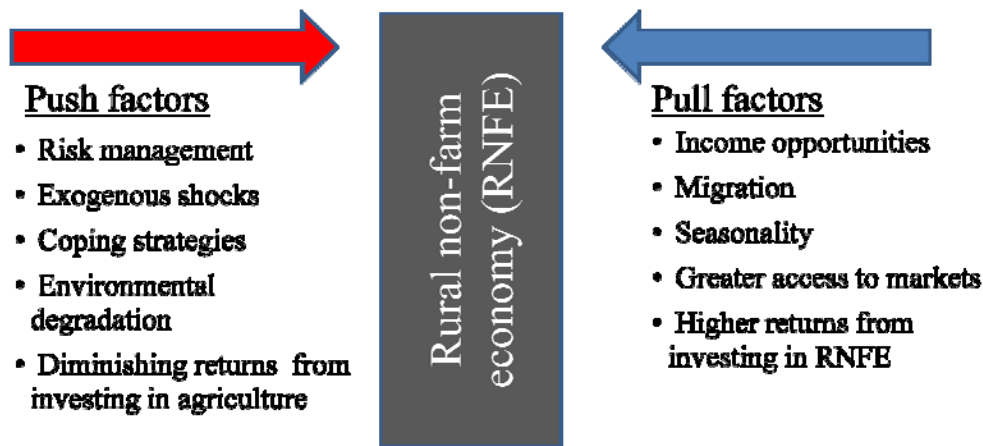 Push factors
• Risk management
• Exogenous shocks
• Coping strategies
• Environmental
degradation
• Diminishing returns from
investing in agriculture
Rural non-farm
economy (RNFE)
Pull factors
• Income opportunities
• Migration
• Seasonality
• Greater access to markets
• Higher returns from
investing in RNFE